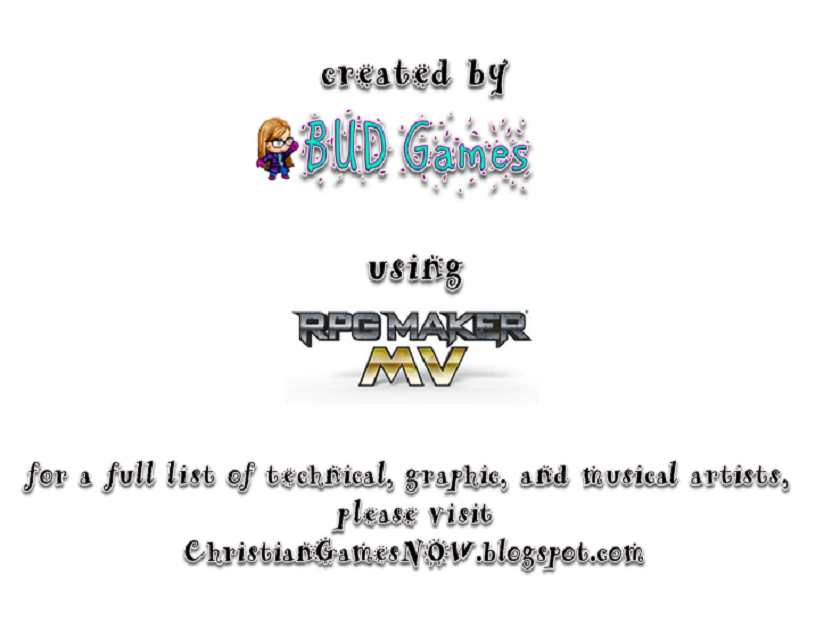 created by
BUD Games
using
RPG MAKER
MV
for a full list of technical, graphic, and musical artists,
please visit
ChristianGamesNOW.blogspot.com